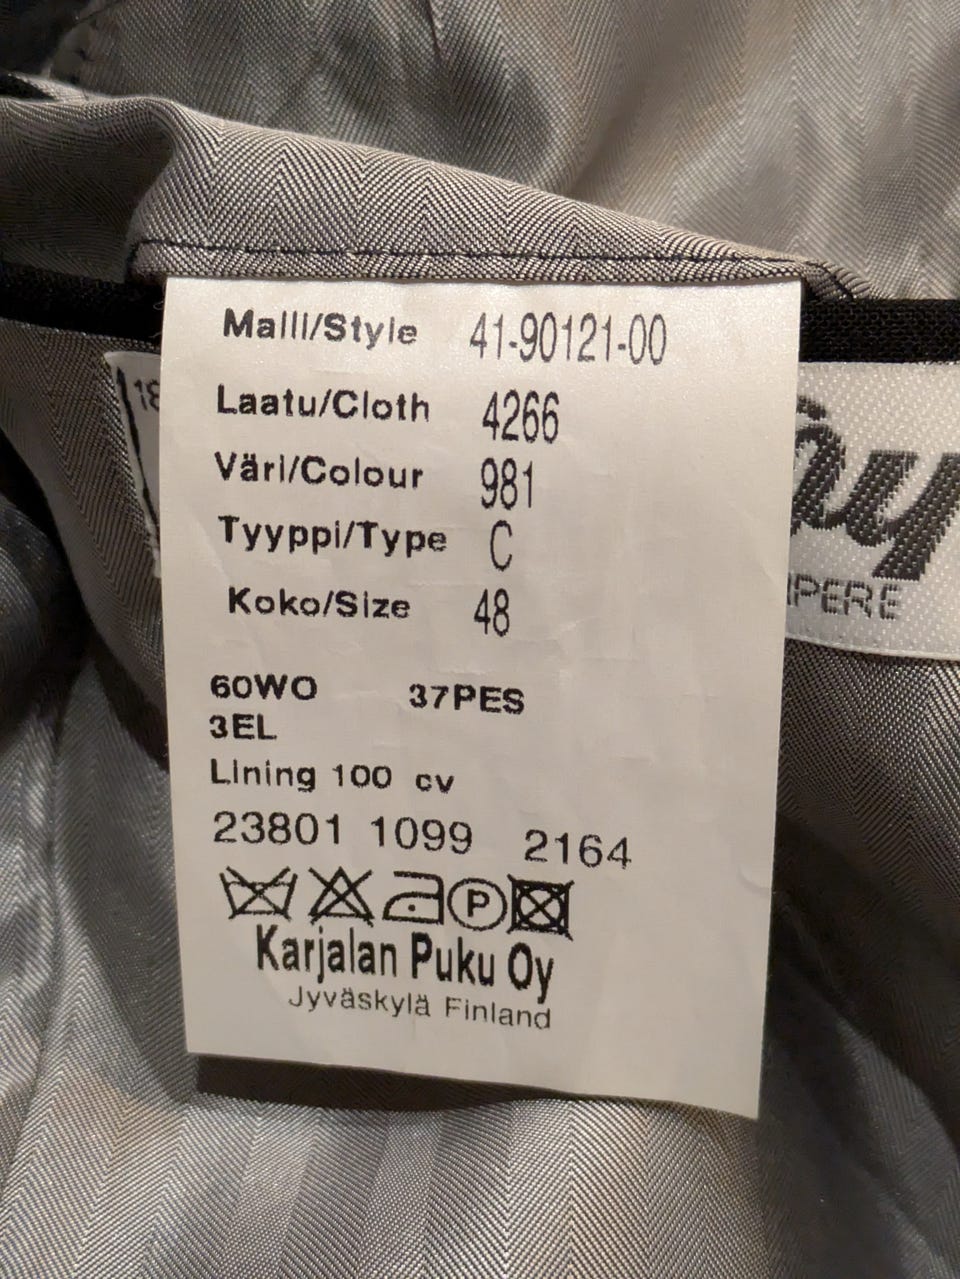 Malli/Style 41-90121-00
Laatu/Cloth 4266
Väri/Colour 981
Tyyppi/Type C
Koko/Size 48
60WO 37PES
3EL
Lining 100 cv
23801 1099 2164
P
Karjalan Puku Oy
Jyväskylä Finland